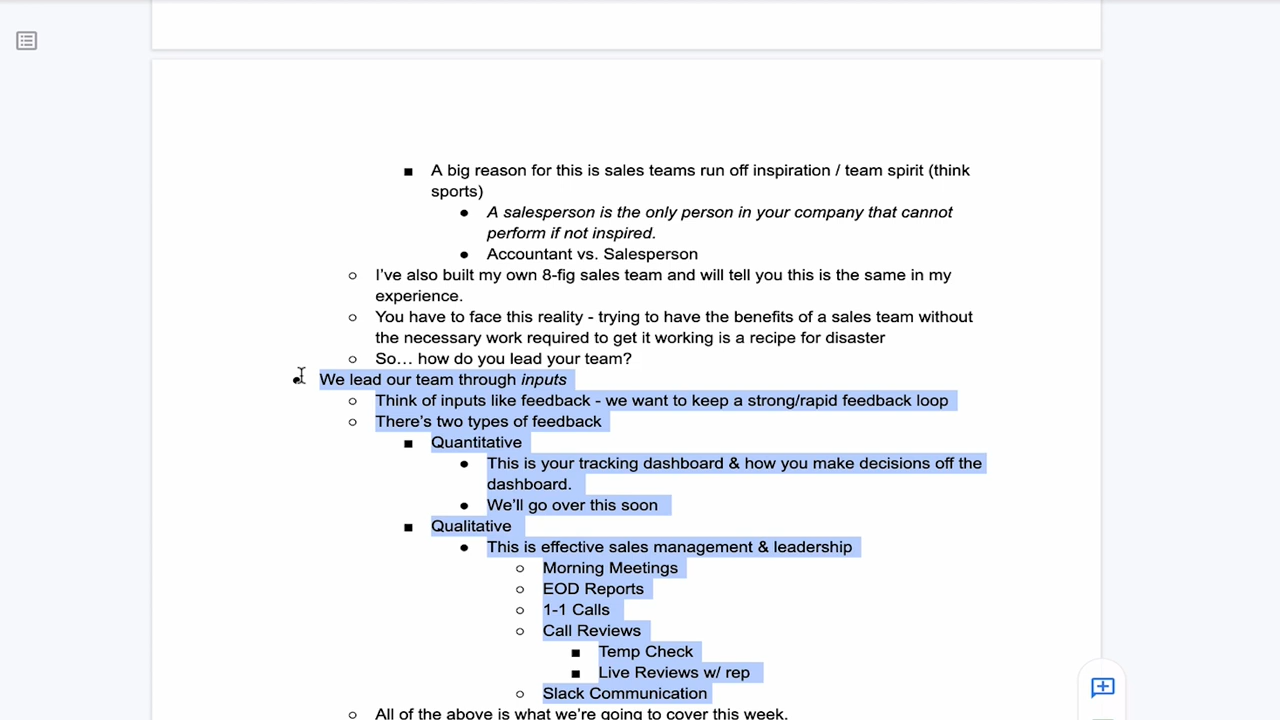 A big reason for this is sales teams run off inspiration / team spirit (think
sports)
A salesperson is the only person in your company that cannot
perform if not inspired.
Accountant vs. Salesperson
I've also built my own 8-fig sales team and will tell you this is the same in my
experience.
You have to face this reality - trying to have the benefits of a sales team without
the necessary work required to get it working is a recipe for disaster
So… how do you lead your team?
We lead our team through inputs
Think of inputs like feedback - we want to keep a strong/rapid feedback loop
There's two types of feedback
Quantitative
This is your tracking dashboard & how you make decisions off the
dashboard.
We'll go over this soon
Qualitative
This is effective sales management & leadership
Morning Meetings
EOD Reports
1-1 Calls
Call Reviews
Temp Check
Live Reviews w/ rep
Slack Communication
All of the above is what we're going to cover this week.